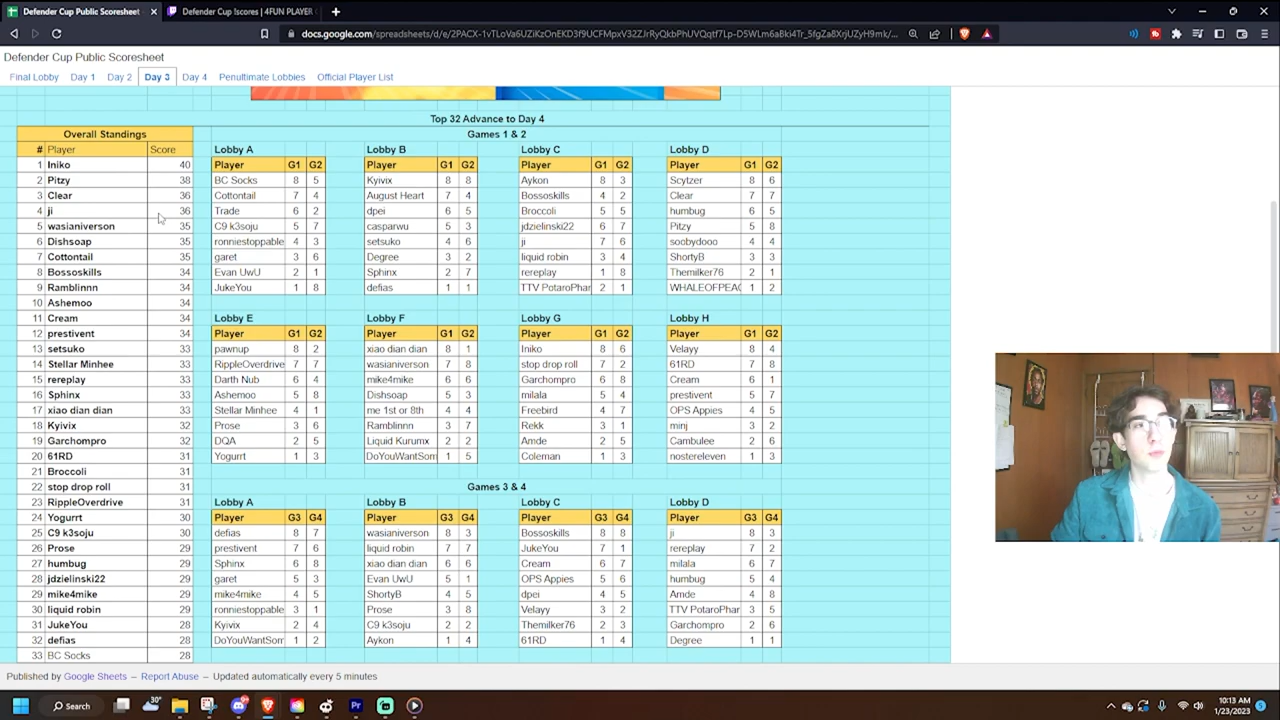 Defender Cup Public Scoresheet
Defender Cup !scores | 4FUN PLAYER
docs.google.com/spreadsheets/d/e/2PACX-1vTLoVa6UZiKzOnEKD3f9UCFMpxV32ZJrRyQkbPhUVQqtf7Lp-D5WLm6aBki4Tr_5fgZa8XrjUZyH9mk/...
Defender Cup Public Scoresheet
Final Lobby Day 1 Day 2 Day 3 Day 4 Penultimate Lobbies Official Player List
Top 32 Advance to Day 4
Overall Standings Games 1 & 2
# Player Score Lobby A Lobby B Lobby C Lobby D
1 Iniko 40 Player G1 G2 Player G1 G2 Player G1 G2 Player G1 G2
2 Pitzy 38 BC Socks 8 5 Kyivix 8 8 Aykon 8 3 Scytzer 8 6
3 Clear 36 Cottontail 7 4 August Heart 7 4 Bossoskills 4 2 Clear 7 7
4 ji 36 Trade 6 2 dpei 6 5 Broccoli 5 5 humbug 6 5
5 wasianiverson 35 C9 k3soju 5 7 casparwu 5 3 jdzielinski22 6 7 Pitzy 5 8
6 Dishsoap 35 ronniestoppable 4 3 setsuko 4 6 ji 7 6 soobydooo 4 4
7 Cottontail 35 garet 3 6 Degree 3 2 liquid robin 3 4 ShortyB 3 3
8 Bossoskills 34 Evan UwU 2 1 Sphinx 2 7 rereplay 1 8 Themilker76 2 1
9 Ramblinnn 34 JukeYou 1 8 defias 1 1 TTV PotaroPhar 2 1 WHALEOFPEAC 1 2
10 Ashemoo 34
11 Cream 34 Lobby E Lobby F Lobby G Lobby H
12 prestivent 34 Player G1 G2 Player G1 G2 Player G1 G2 Player G1 G2
13 setsuko 33 pawnup 8 2 xiao dian dian 8 1 Iniko 8 6 Velayy 8 4
14 Stellar Minhee 33 RippleOverdrive 7 7 wasianiverson 7 8 stop drop roll 7 2 61RD 7 8
15 rereplay 33 Darth Nub 6 4 mike4mike 6 6 Garchompro 6 8 Cream 6 1
16 Sphinx 33 Ashemoo 5 8 Dishsoap 5 3 milala 5 4 prestivent 5 7
17 xiao dian dian 33 Stellar Minhee 4 1 me 1st or 8th 4 4 Freebird 4 7 OPS Appies 4 5
18 Kyivix 32 Prose 3 6 Ramblinnn 3 7 Rekk 3 1 minj 3 2
19 Garchompro 32 DQA 2 5 Liquid Kurumx 2 2 Amde 2 5 Cambulee 2 6
20 61RD 31 Yogurrt 1 3 DoYouWantSom 1 5 Coleman 1 3 nostereleven 1 3
21 Broccoli 31
22 stop drop roll 31 Games 3 & 4
23 RippleOverdrive 31 Lobby A Lobby B Lobby C Lobby D
24 Yogurrt 30 Player G3 G4 Player G3 G4 Player G3 G4 Player G3 G4
25 C9 k3soju 30 defias 8 7 wasianiverson 8 3 Bossoskills 8 8 ji 8 3
26 Prose 29 prestivent 7 6 liquid robin 7 7 JukeYou 7 1 rereplay 7 2
27 humbug 29 Sphinx 6 8 xiao dian dian 6 6 Cream 6 7 milala 6 7
28 jdzielinski22 29 garet 5 3 Evan UwU 5 1 OPS Appies 5 6 humbug 5 4
29 mike4mike 29 mike4mike 4 5 ShortyB 4 5 dpei 4 5 Amde 4 8
30 liquid robin 29 ronniestoppable 3 1 Prose 3 8 Velayy 3 2 TTV PotaroPhar 3 5
31 JukeYou 28 Kyivix 2 4 C9 k3soju 2 2 Themilker76 2 3 Garchompro 2 6
32 defias 28 DoYouWantSom 1 2 Aykon 1 4 61RD 1 4 Degree 1 1
33 BC Socks 28
Published by Google Sheets – Report Abuse – Updated automatically every 5 minutes
Search
30°
Pr
10:13 AM
1/23/2023